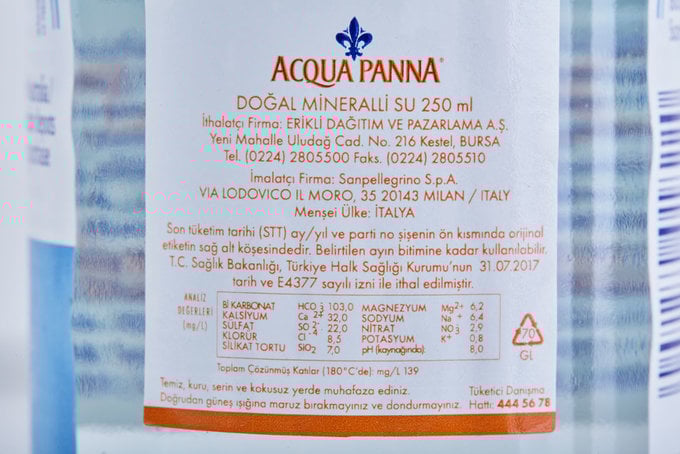 ACQUA PANNA®
DOĞAL MİNERALLİ SU 250 ml
İthalatçı Firma: ERİKLİ DAĞITIM VE PAZARLAMA A.Ş.
Yeni Mahalle Uludağ Cad. No. 216 Kestel, BURSA
Tel. (0224) 2805500 Faks. (0224) 2805510
İmalatçı Firma: Sanpellegrino S.p.A.
VIA LODOVICO IL MORO, 35 20143 MILAN / ITALY
Menşei Ülke: İTALYA
Son tüketim tarihi (STT) ay/yıl ve parti no şişenin ön kısmında orijinal
etiketin sağ alt köşesindedir. Belirtilen ayın bitimine kadar kullanılabilir.
T.C. Sağlık Bakanlığı, Türkiye Halk Sağlığı Kurumu'nun 31.07.2017
tarih ve E4377 sayılı izni ile ithal edilmiştir.
ANALİZ DEĞERLERİ (mg/L)
BİKARBONAT HCO3- 103,0 MAGNEZYUM Mg2+ 6,2
KALSİYUM Ca 2+ 32,0 SODYUM Na + 6,4
SÜLFAT SO 2-4 22,0 NİTRAT NO3- 2,9
KLORÜR Cl - 8,5 POTASYUM K+ 0,8
SİLİKAT TORTU SiO2 7,0 pH (kaynağında): 8,0
Toplam Çözünmüş Katılar (180°C'de): mg/L 139
70
GL
Temiz, kuru, serin ve kokusuz yerde muhafaza ediniz.
Doğrudan güneş ışığına maruz bırakmayınız ve dondurmayınız.
Tüketici Danışma
Hattı: 444 56 78